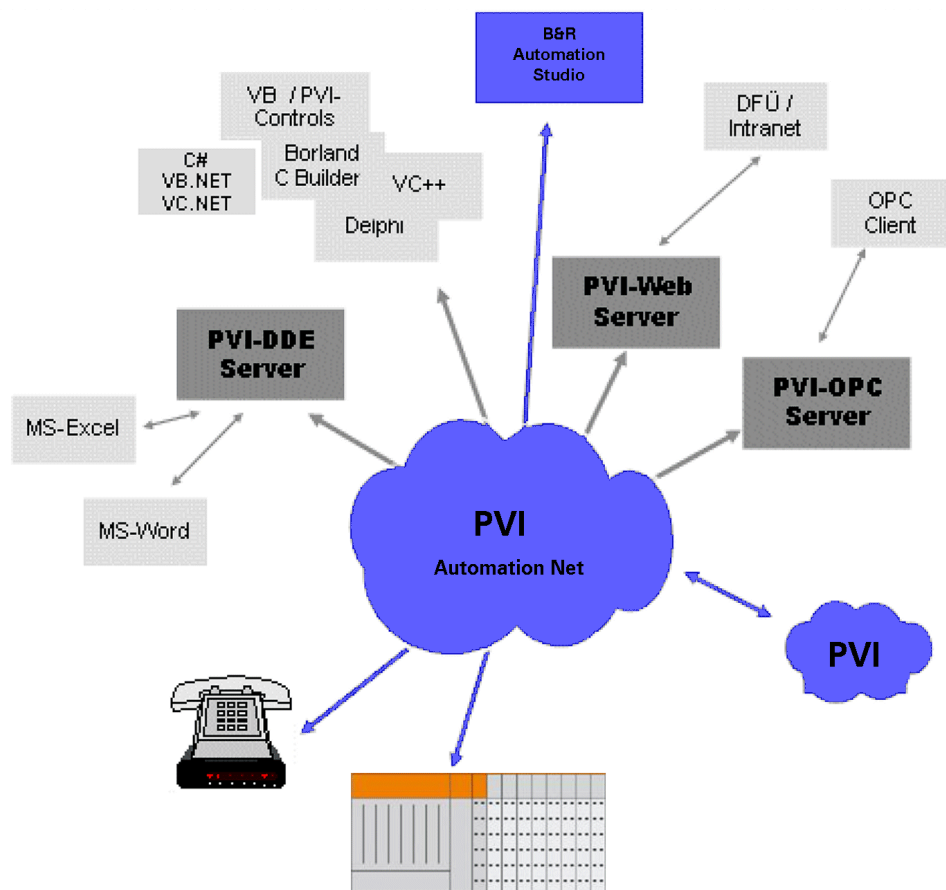 B&R
Automation
Studio
VB / PVI-
Controls
DFÜ /
Intranet
Borland
C Builder
C#
VB.NET
VC.NET
VC++
Delphi
OPC
Client
PVI-Web
Server
PVI-DDE
Server
PVI-OPC
Server
MS-Excel
MS-Word
PVI
Automation Net
PVI